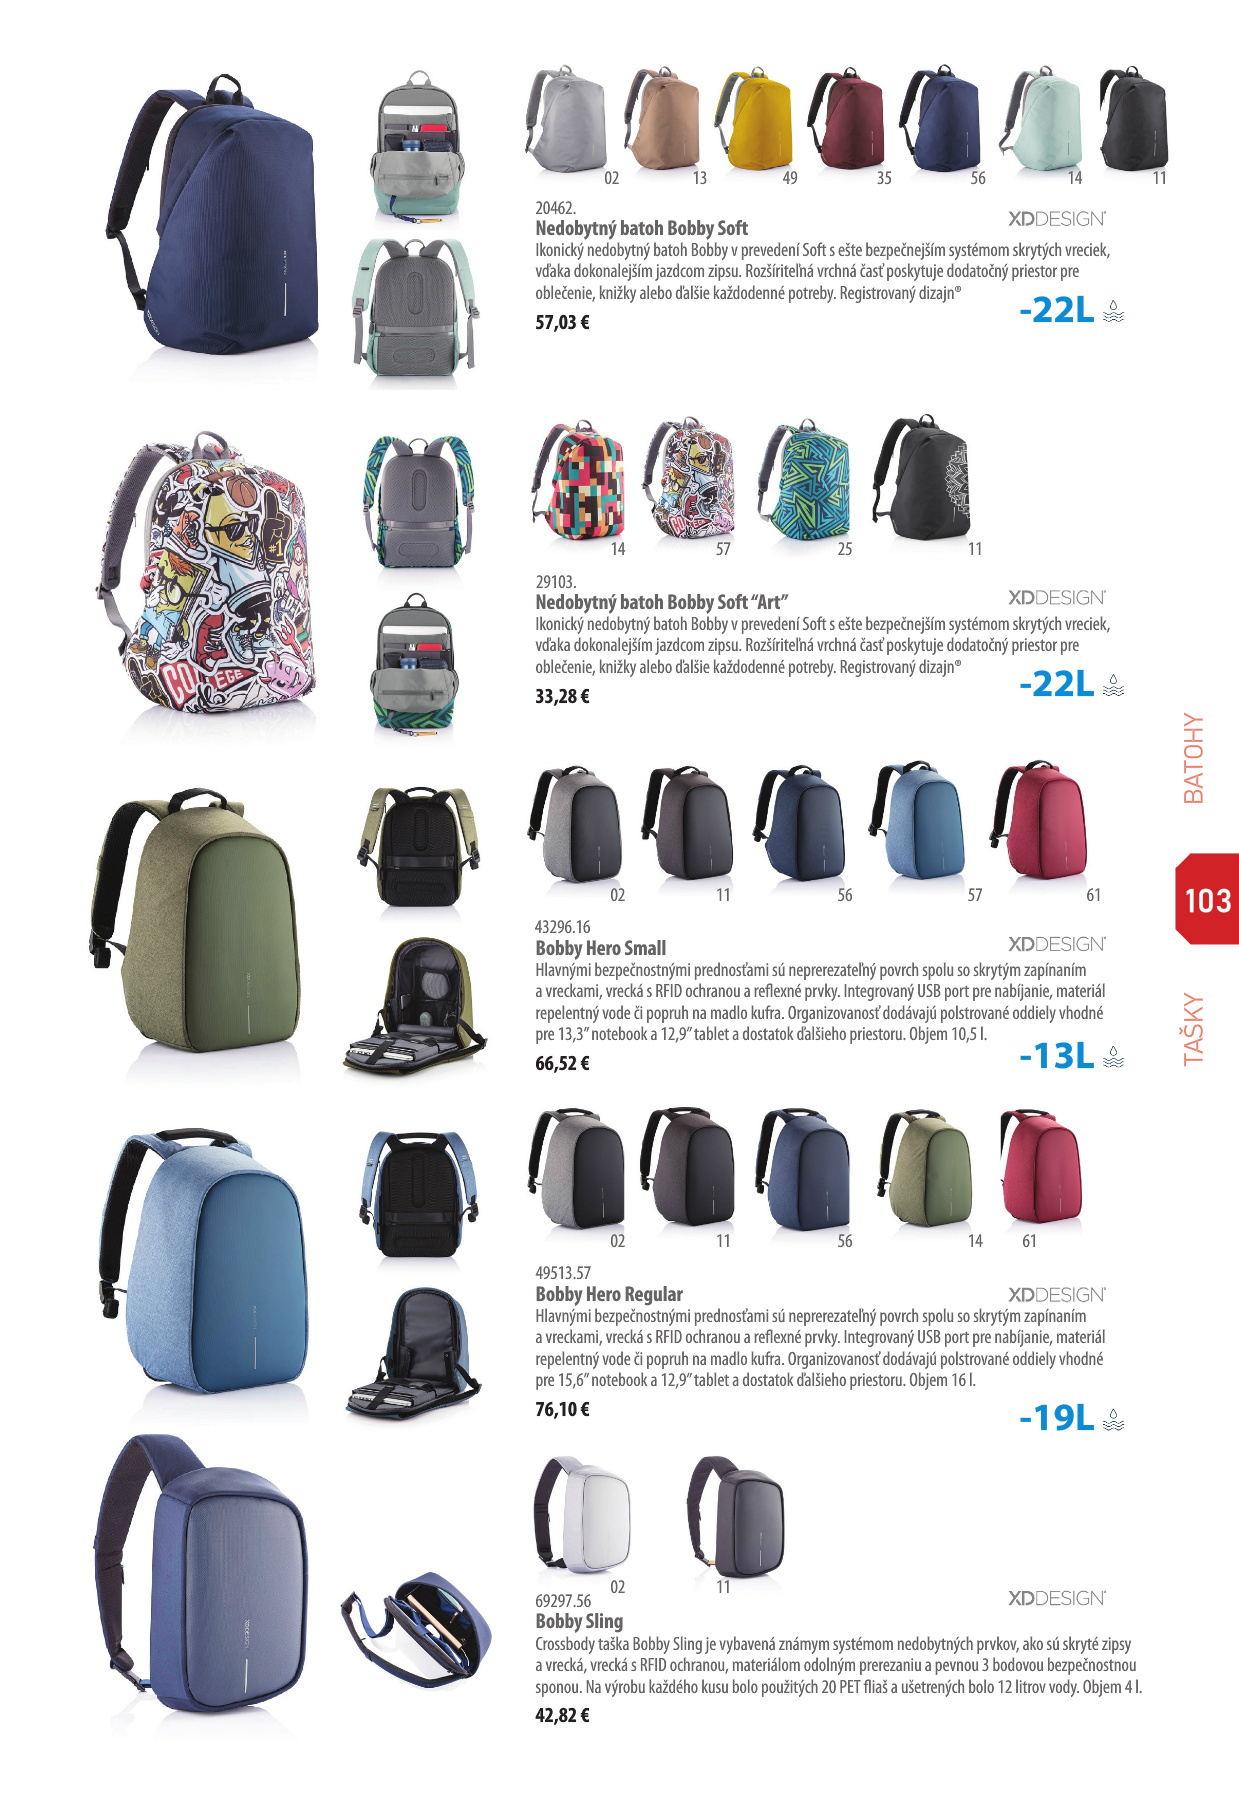 02 13 49 35 56 14 11
20462.
XDDESIGN®
Nedobytný batoh Bobby Soft
Ikonický nedobytný batoh Bobby v prevedení Soft s ešte bezpečnejším systémom skrytých vreciek,
vďaka dokonalejším jazdcom zipsu. Rozšíriteľná vrchná časť poskytuje dodatočný priestor pre
oblečenie, knižky alebo ďalšie každodenné potreby. Registrovaný dizajn®
-22L
57,03 €
14 57 25 11
29103.
XDDESIGN®
Nedobytný batoh Bobby Soft “Art”
Ikonický nedobytný batoh Bobby v prevedení Soft s ešte bezpečnejším systémom skrytých vreciek,
vďaka dokonalejším jazdcom zipsu. Rozšíriteľná vrchná časť poskytuje dodatočný priestor pre
oblečenie, knižky alebo ďalšie každodenné potreby. Registrovaný dizajn®
-22L
33,28 €
BATOHY
103
TAŠKY
02 11 56 57 61
43296.16
XDDESIGN®
Bobby Hero Small
Hlavnými bezpečnostnými prednosťami sú neprerezateľný povrch spolu so skrytým zapínaním
a vreckami, vrecká s RFID ochranou a reflexné prvky. Integrovaný USB port pre nabíjanie, materiál
repelentný vode či popruh na madlo kufra. Organizovanosť dodávajú polstrované oddiely vhodné
pre 13,3” notebook a 12,9” tablet a dostatok ďalšieho priestoru. Objem 10,5 l.
-13L
66,52 €
02 11 56 14 61
49513.57
XDDESIGN®
Bobby Hero Regular
Hlavnými bezpečnostnými prednosťami sú neprerezateľný povrch spolu so skrytým zapínaním
a vreckami, vrecká s RFID ochranou a reflexné prvky. Integrovaný USB port pre nabíjanie, materiál
repelentný vode či popruh na madlo kufra. Organizovanosť dodávajú polstrované oddiely vhodné
pre 15,6” notebook a 12,9” tablet a dostatok ďalšieho priestoru. Objem 16 l.
76,10 €
-19L
02 11
69297.56
XDDESIGN®
Bobby Sling
Crossbody taška Bobby Sling je vybavená známym systémom nedobytných prvkov, ako sú skryté zipsy
a vrecká, vrecká s RFID ochranou, materiálom odolným prerezaniu a pevnou 3 bodovou bezpečnostnou
sponou. Na výrobu každého kusu bolo použitých 20 PET fliaš a ušetrených bolo 12 litrov vody. Objem 4 l.
42,82 €